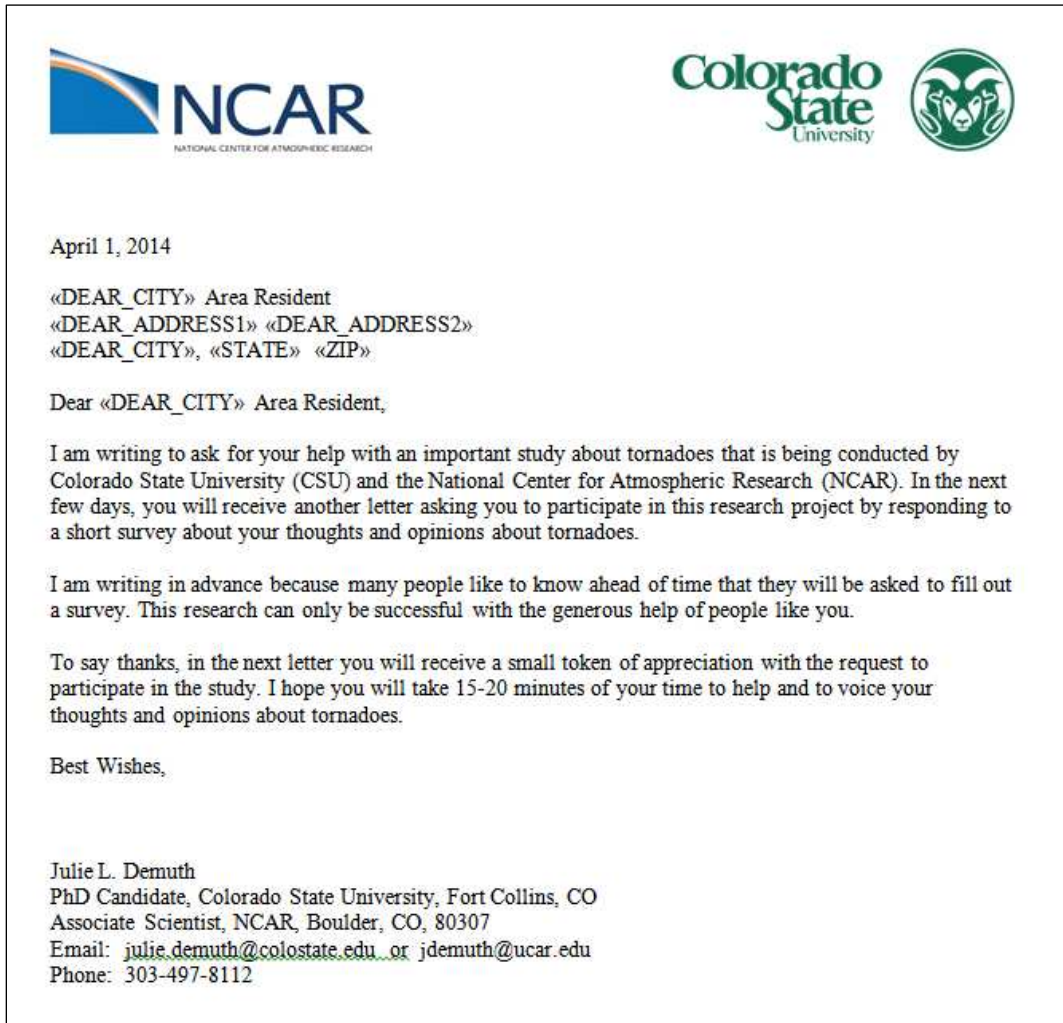 NCAR
NATIONAL CENTER FOR ATMOSPHERIC RESEARCH
Colorado
State
University
April 1, 2014
«DEAR_CITY» Area Resident
«DEAR_ADDRESS1» «DEAR_ADDRESS2»
«DEAR_CITY», «STATE» «ZIP»
Dear «DEAR_CITY» Area Resident,
I am writing to ask for your help with an important study about tornadoes that is being conducted by
Colorado State University (CSU) and the National Center for Atmospheric Research (NCAR). In the next
few days, you will receive another letter asking you to participate in this research project by responding to
a short survey about your thoughts and opinions about tornadoes.
I am writing in advance because many people like to know ahead of time that they will be asked to fill out
a survey. This research can only be successful with the generous help of people like you.
To say thanks, in the next letter you will receive a small token of appreciation with the request to
participate in the study. I hope you will take 15-20 minutes of your time to help and to voice your
thoughts and opinions about tornadoes.
Best Wishes,
Julie L. Demuth
PhD Candidate, Colorado State University, Fort Collins, CO
Associate Scientist, NCAR, Boulder, CO, 80307
Email: julie.demuth@colostate.edu or jdemuth@ucar.edu
Phone: 303-497-8112